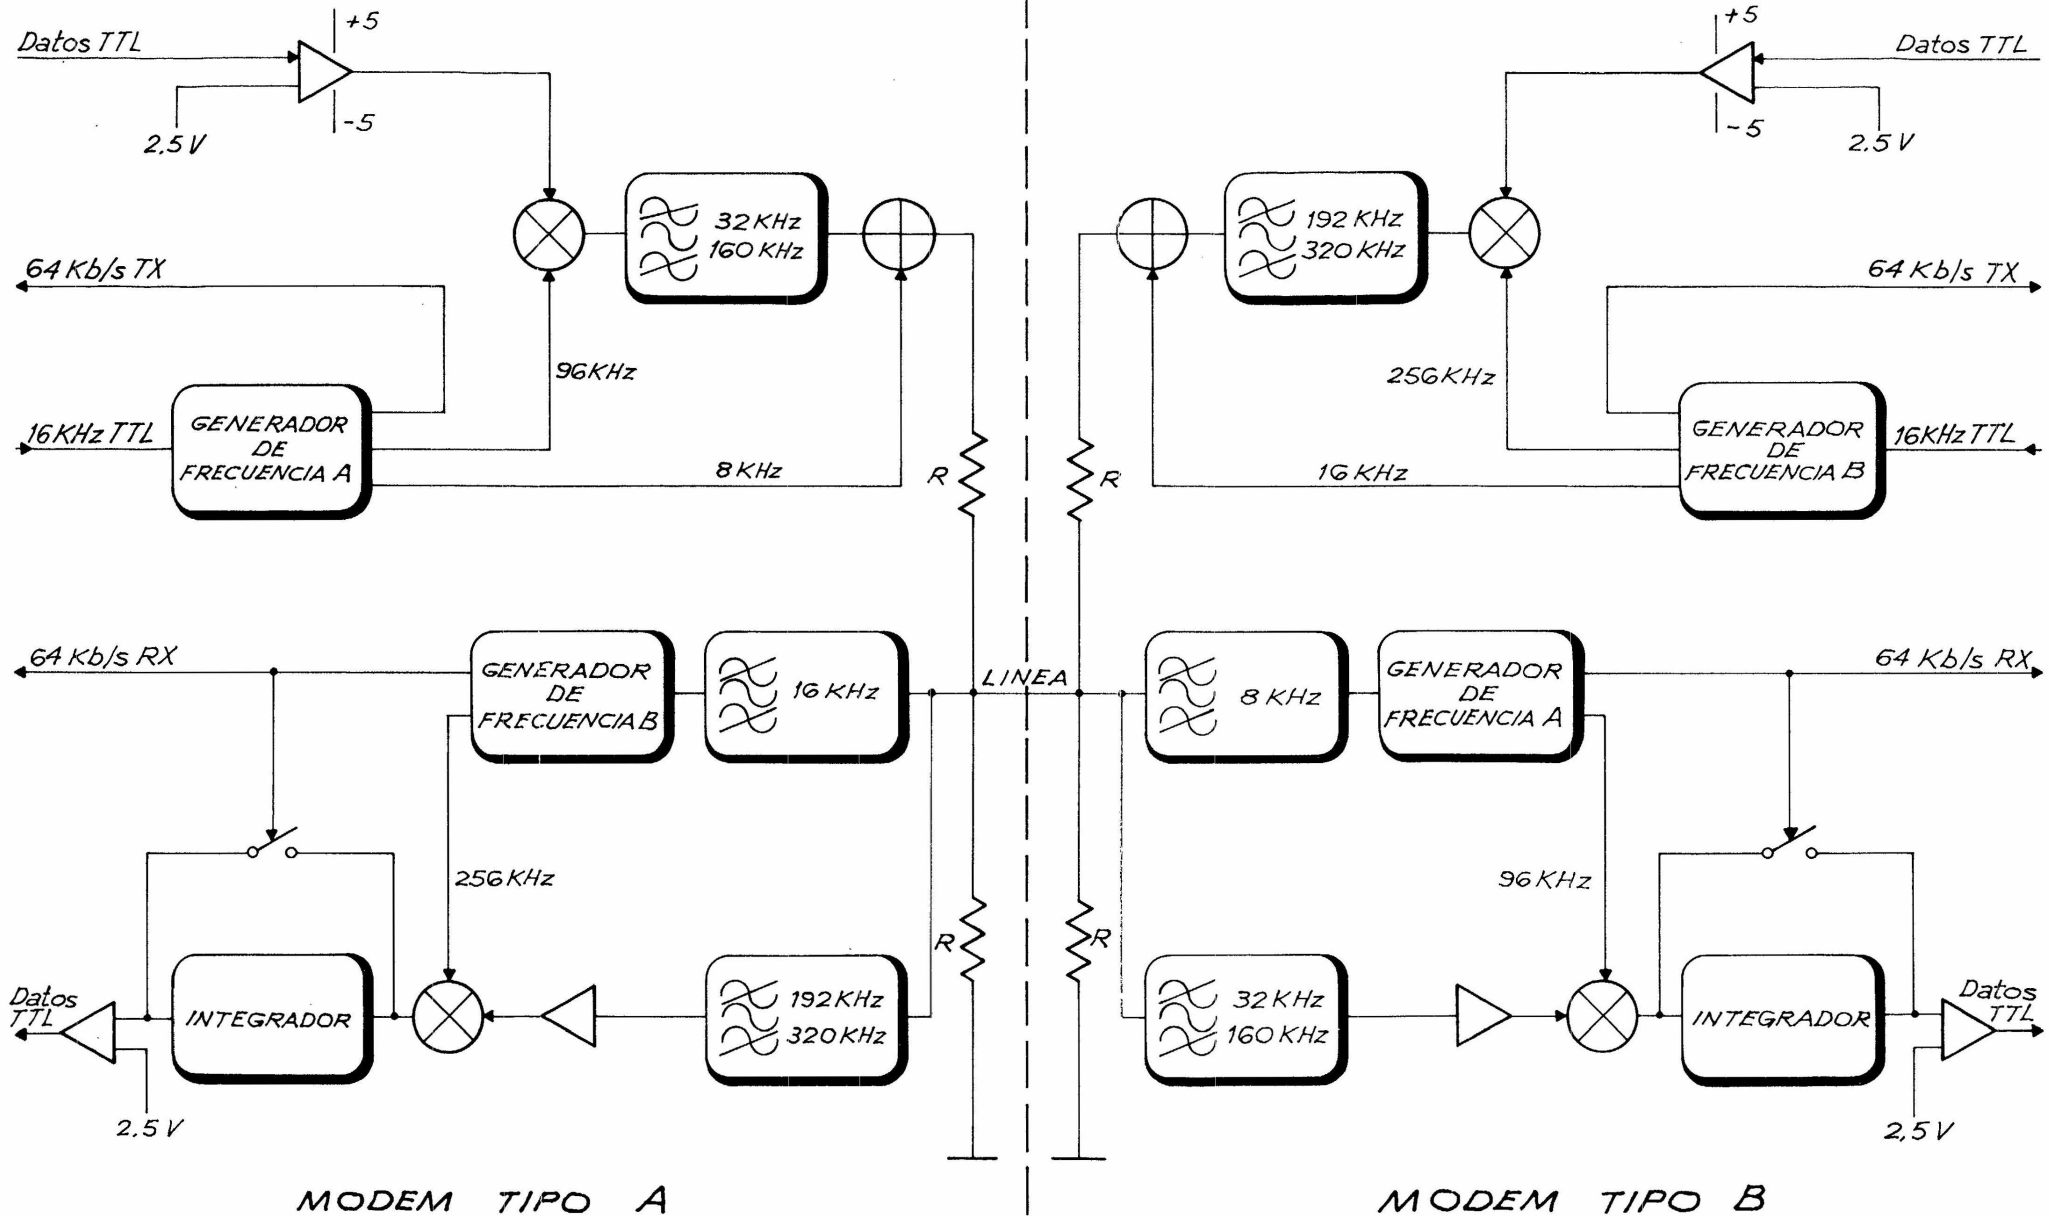 Datos TTL
+5
-5
2.5 V
32 KHz
160 KHz
64 Kb/s TX
96 KHz
16 KHz TTL
GENERADOR
DE
FRECUENCIA A
8 KHz
R
+5
Datos TTL
-5
2.5 V
192 KHz
320 KHz
64 Kb/s TX
256 KHz
GENERADOR
DE
FRECUENCIA B
16 KHz TTL
16 KHz
R
64 Kb/s RX
GENERADOR
DE
FRECUENCIA B
16 KHz
LINEA
256 KHz
R
Datos
TTL
INTEGRADOR
192 KHz
320 KHz
2.5 V
8 KHz
GENERADOR
DE
FRECUENCIA A
64 Kb/s RX
96 KHz
R
32 KHz
160 KHz
INTEGRADOR
Datos
TTL
2,5 V
MODEM TIPO A
MODEM TIPO B